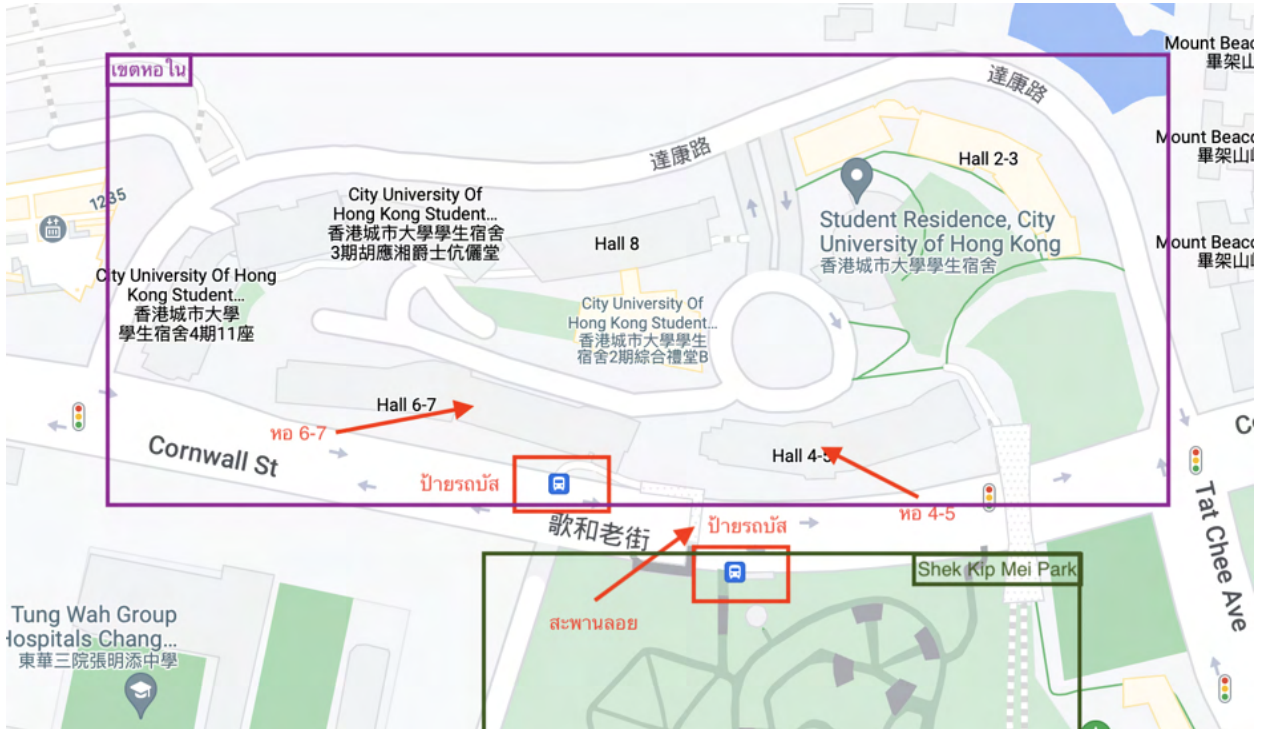 Mount Beac
畢架山
เขตหอใน
達康路
Mount Beaco
畢架山
達康路
Hall 2-3
1235
City University Of
Hong Kong Student...
香港城市大學學生宿舍
3期胡應湘爵士伉儷堂
Hall 8
Student Residence, City
University of Hong Kong
香港城市大學學生宿舍
Mount Beaco
畢架山
City University Of Hong
Kong Student...
香港城市大學
學生宿舍4期11座
City University Of
Hong Kong Student...
香港城市大學學生
宿舍2期綜合禮堂B
Hall 6-7
หอ 6-7
Cornwall St
Hall 4-5
ป้ายรถบัส
หอ 4-5
歌和老街
ป้ายรถบัส
Tat Chee Ave
Shek Kip Mei Park
สะพานลอย
Tung Wah Group
Hospitals Chang...
東華三院張明添中學